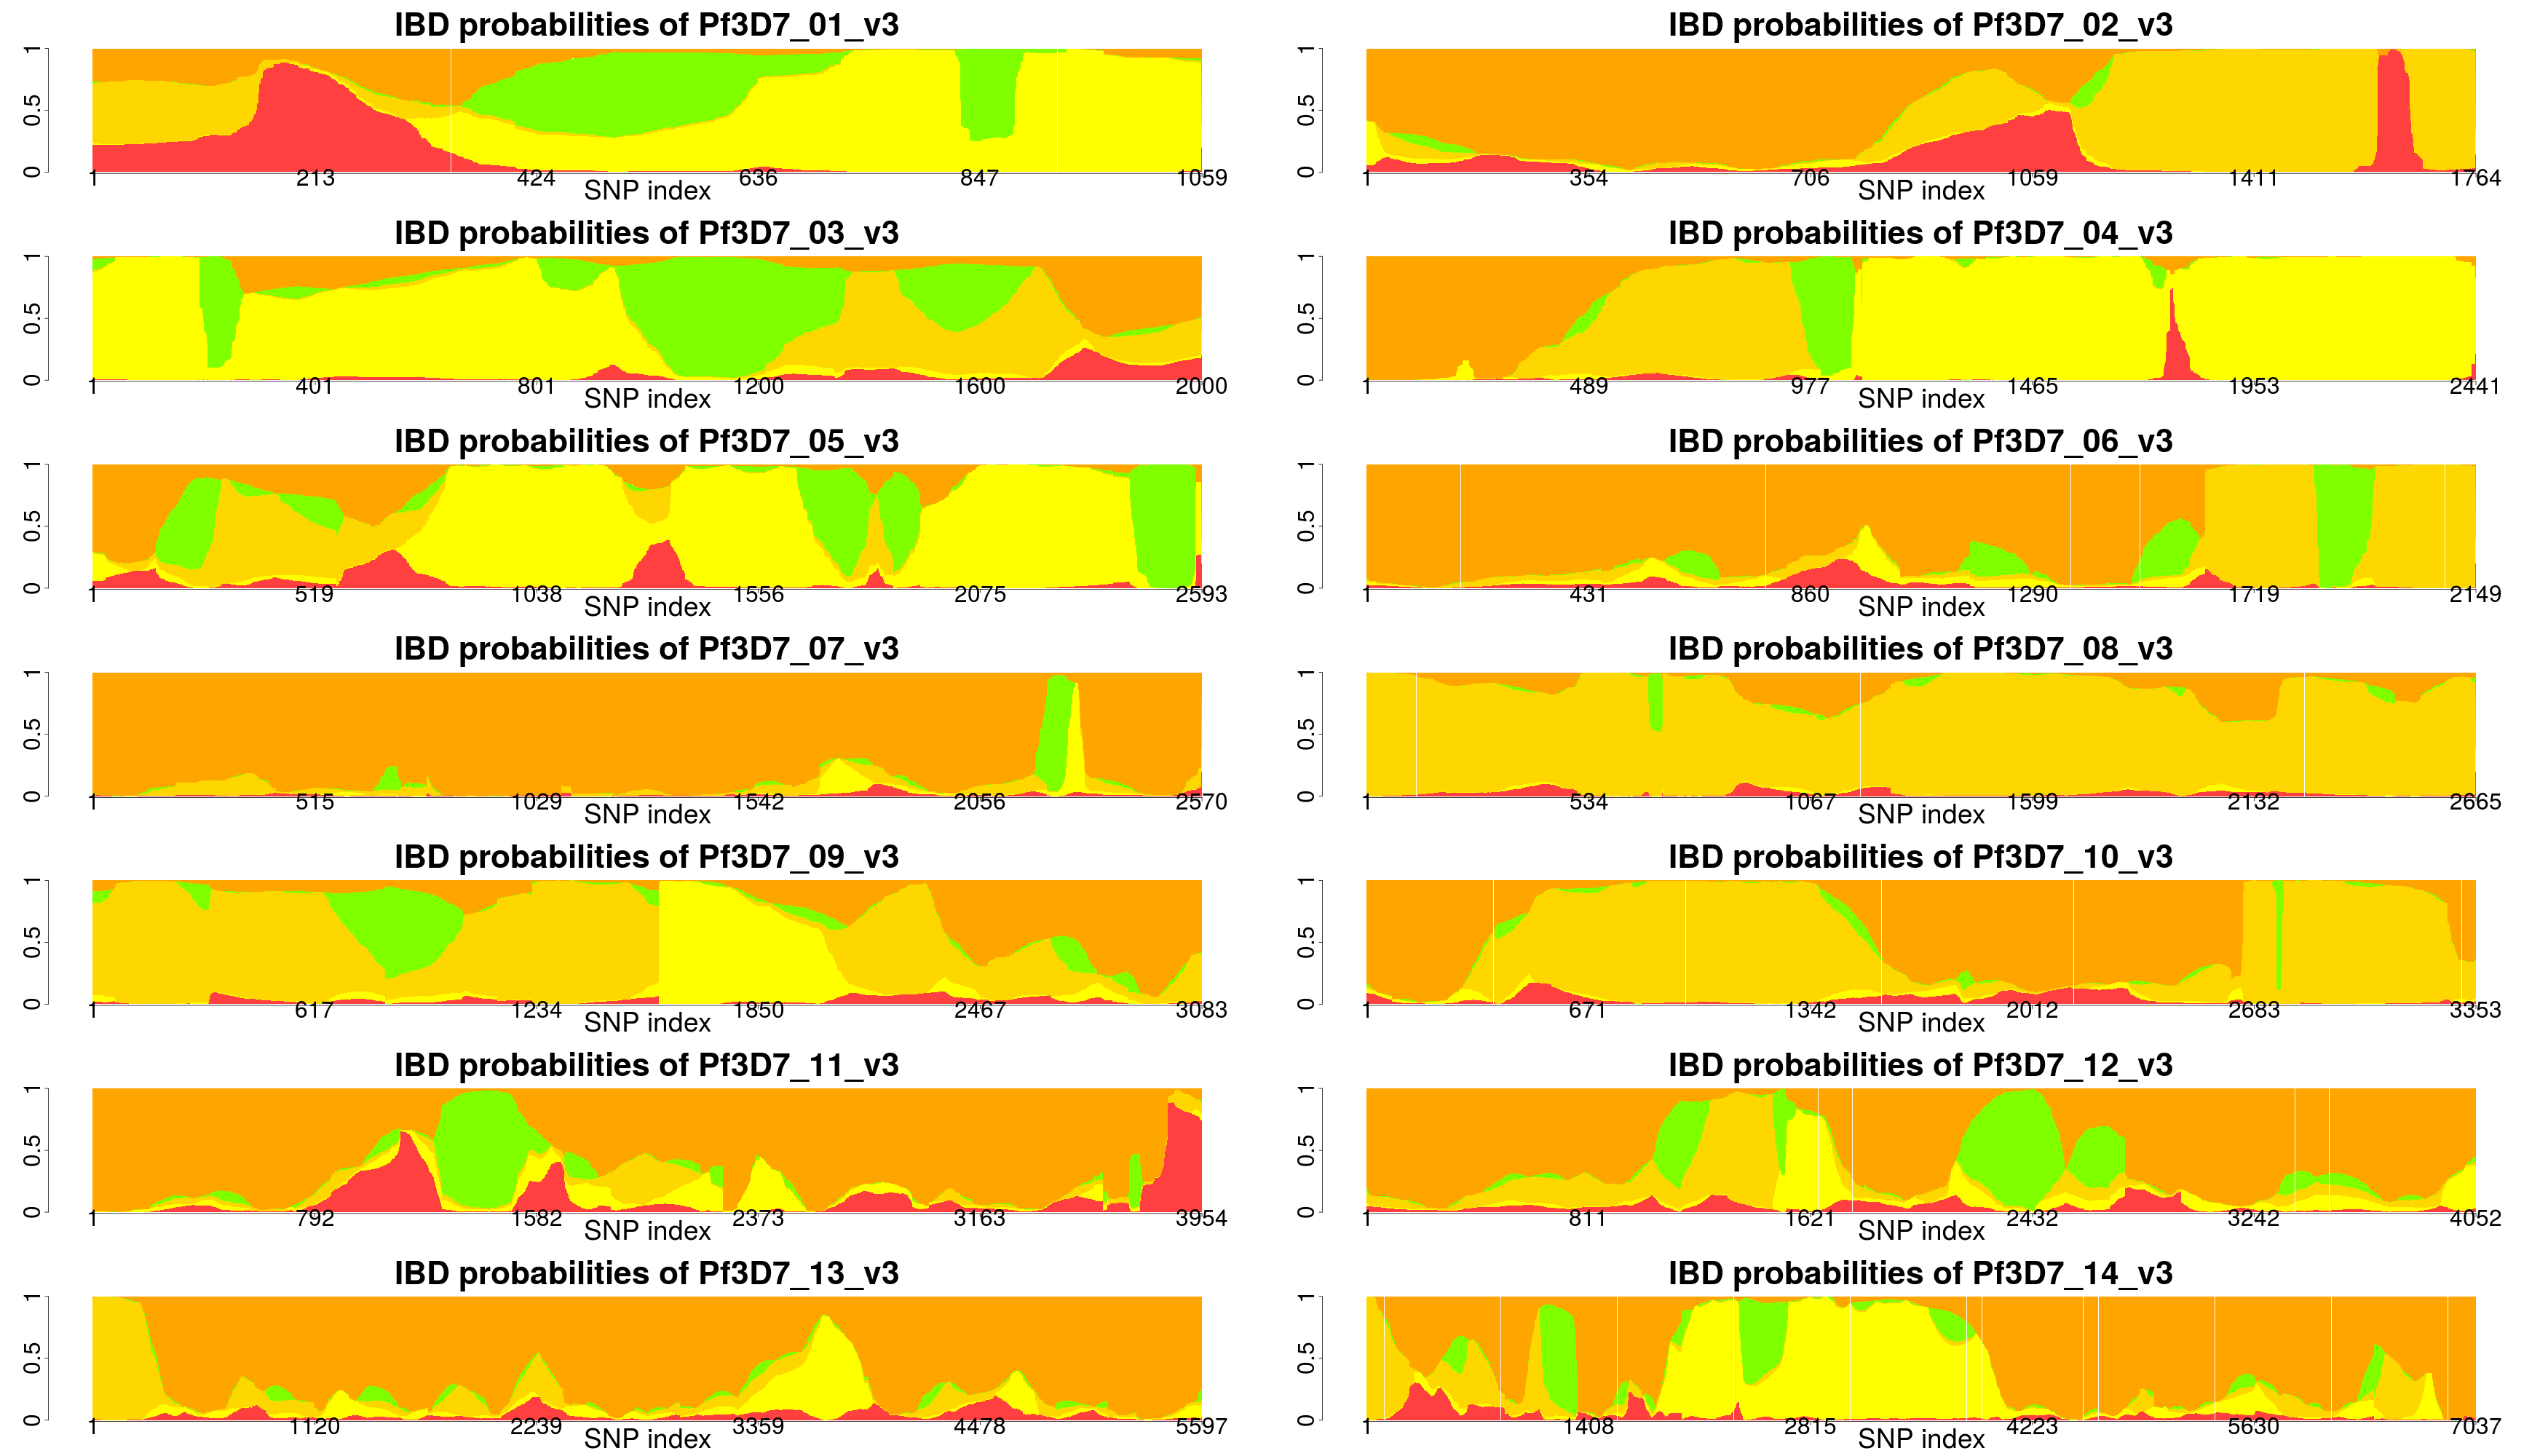 IBD probabilities of Pf3D7_01_v3
0 0.5 1
1 213 424 636 847 1059
SNP index
IBD probabilities of Pf3D7_02_v3
0 0.5 1
1 354 706 1059 1411 1764
SNP index
IBD probabilities of Pf3D7_03_v3
0 0.5 1
1 401 801 1200 1600 2000
SNP index
IBD probabilities of Pf3D7_04_v3
0 0.5 1
1 489 977 1465 1953 2441
SNP index
IBD probabilities of Pf3D7_05_v3
0 0.5 1
1 519 1038 1556 2075 2593
SNP index
IBD probabilities of Pf3D7_06_v3
0 0.5 1
1 431 860 1290 1719 2149
SNP index
IBD probabilities of Pf3D7_07_v3
0 0.5 1
1 515 1029 1542 2056 2570
SNP index
IBD probabilities of Pf3D7_08_v3
0 0.5 1
1 534 1067 1599 2132 2665
SNP index
IBD probabilities of Pf3D7_09_v3
0 0.5 1
1 617 1234 1850 2467 3083
SNP index
IBD probabilities of Pf3D7_10_v3
0 0.5 1
1 671 1342 2012 2683 3353
SNP index
IBD probabilities of Pf3D7_11_v3
0 0.5 1
1 792 1582 2373 3163 3954
SNP index
IBD probabilities of Pf3D7_12_v3
0 0.5 1
1 811 1621 2432 3242 4052
SNP index
IBD probabilities of Pf3D7_13_v3
0 0.5 1
1 1120 2239 3359 4478 5597
SNP index
IBD probabilities of Pf3D7_14_v3
0 0.5 1
1 1408 2815 4223 5630 7037
SNP index